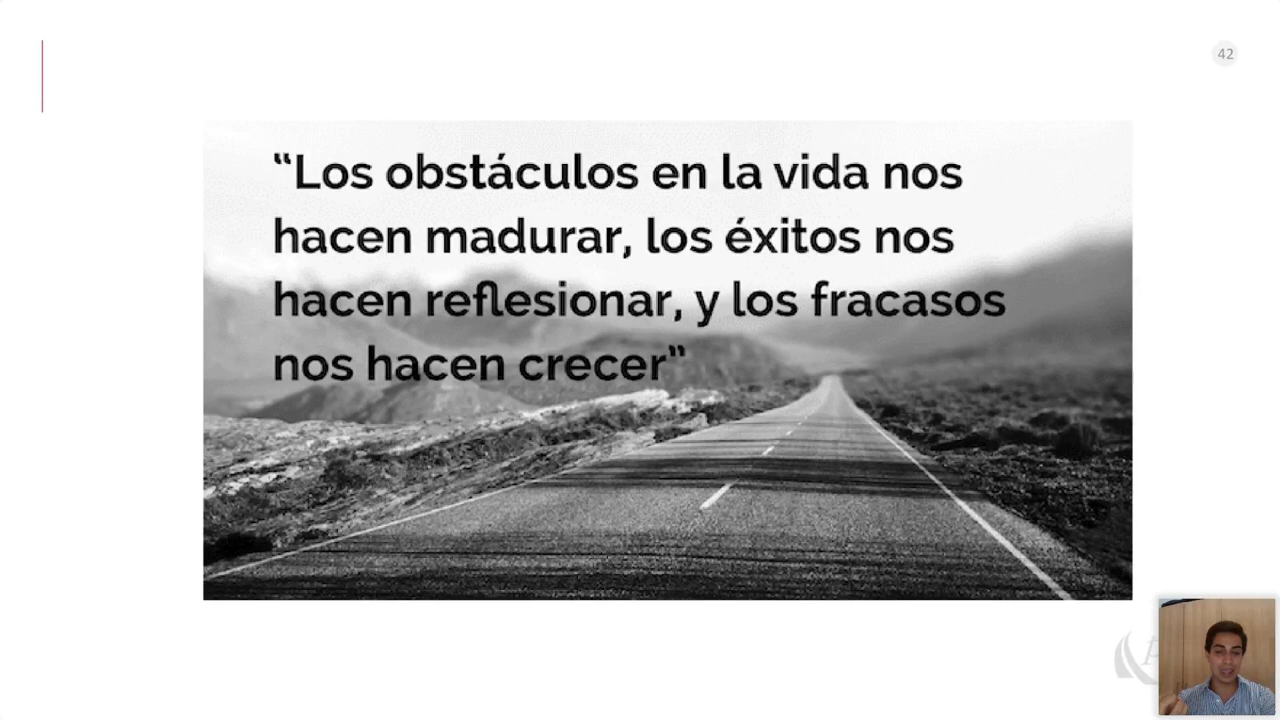 42
“Los obstáculos en la vida nos
hacen madurar, los éxitos nos
hacen reflesionar, y los fracasos
nos hacen crecer”